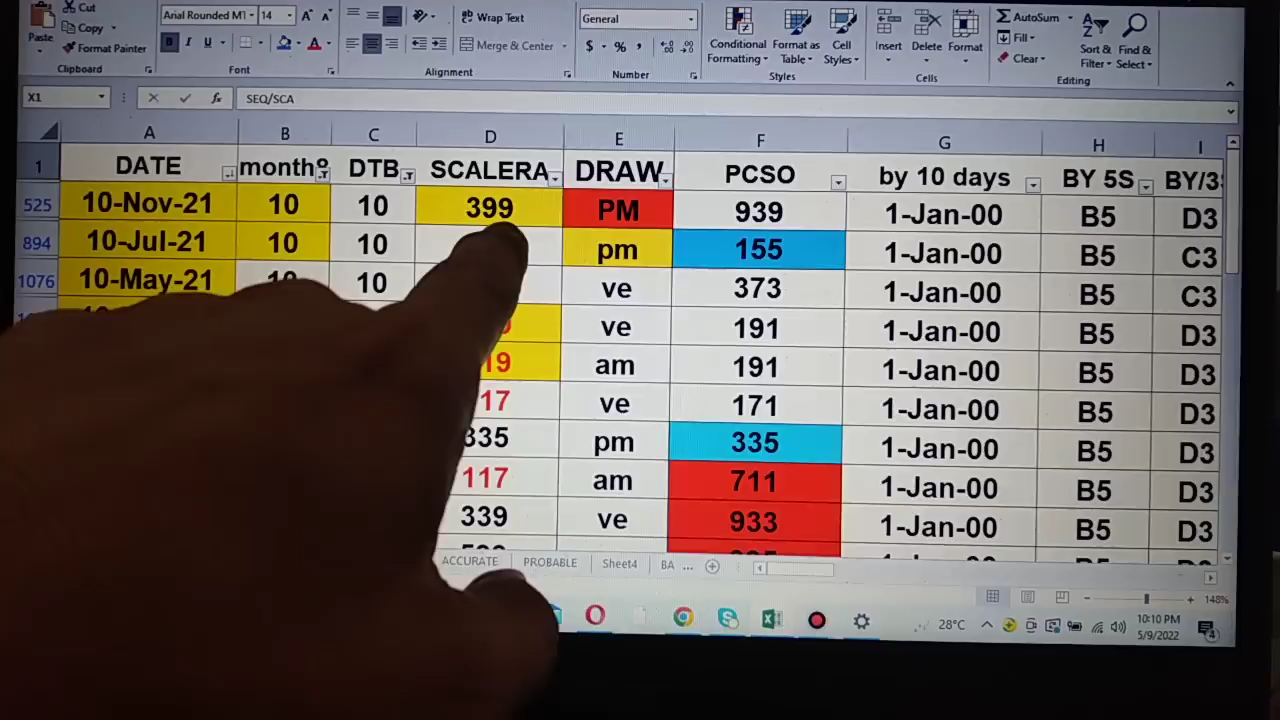 Cut
Copy
Format Painter
Paste
Clipboard
Arial Rounded MT 14
B I U
Font
Wrap Text
Merge & Center
Alignment
General
$ % ,
Number
Conditional Formatting
Format as Table
Cell Styles
Styles
Insert Delete Format
Cells
AutoSum
Fill
Clear
Sort & Filter
Find & Select
Editing
X1 fx SEQ/SCA
A B C D E F G H I
1 DATE month DTB SCALERA DRAW PCSO by 10 days BY 5S BY/3
525 10-Nov-21 10 10 399 PM 939 1-Jan-00 B5 D3
894 10-Jul-21 10 10 pm 155 1-Jan-00 B5 C3
1076 10-May-21 10 10 ve 373 1-Jan-00 B5 C3
ve 191 1-Jan-00 B5 D3
19 am 191 1-Jan-00 B5 D3
17 ve 171 1-Jan-00 B5 D3
335 pm 335 1-Jan-00 B5 D3
117 am 711 1-Jan-00 B5 D3
339 ve 933 1-Jan-00 B5 D3
ACCURATE PROBABLE Sheet4 BA ...
148%
28°C
10:10 PM
5/9/2022
4